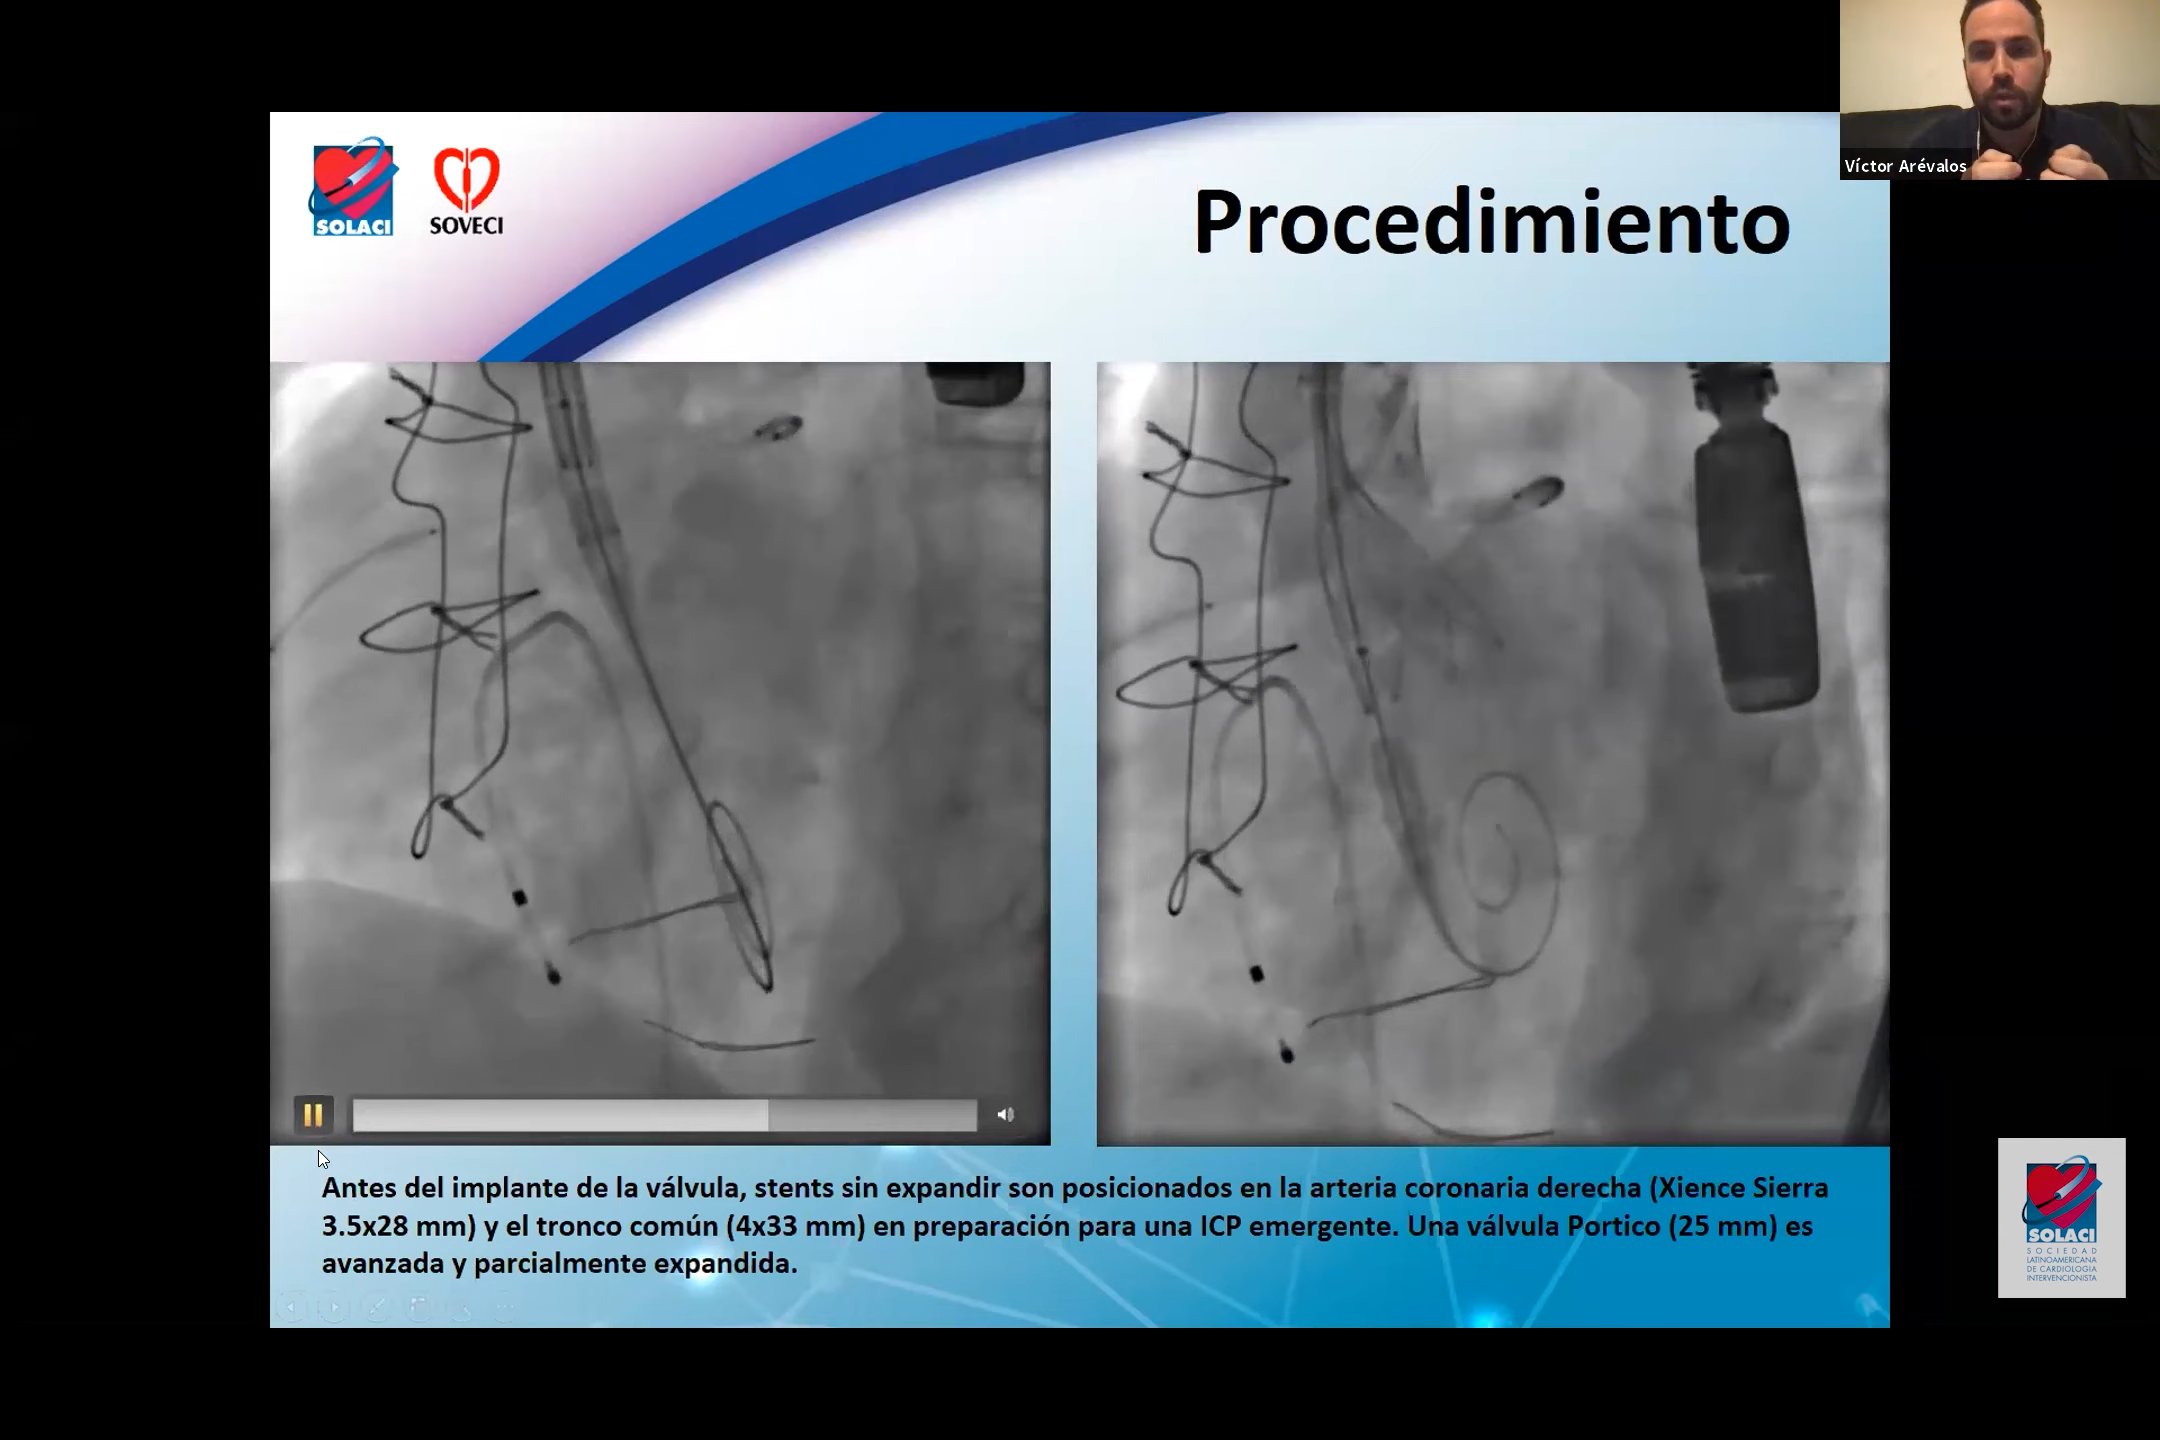 Víctor Arévalos
SOLACI
SOVECI
Procedimiento
Antes del implante de la válvula, stents sin expandir son posicionados en la arteria coronaria derecha (Xience Sierra
3.5x28 mm) y el tronco común (4x33 mm) en preparación para una ICP emergente. Una válvula Portico (25 mm) es
avanzada y parcialmente expandida.
SOLACI
SOCIEDAD
LATINOAMERICANA
DE CARDIOLOGIA
INTERVENCIONISTA